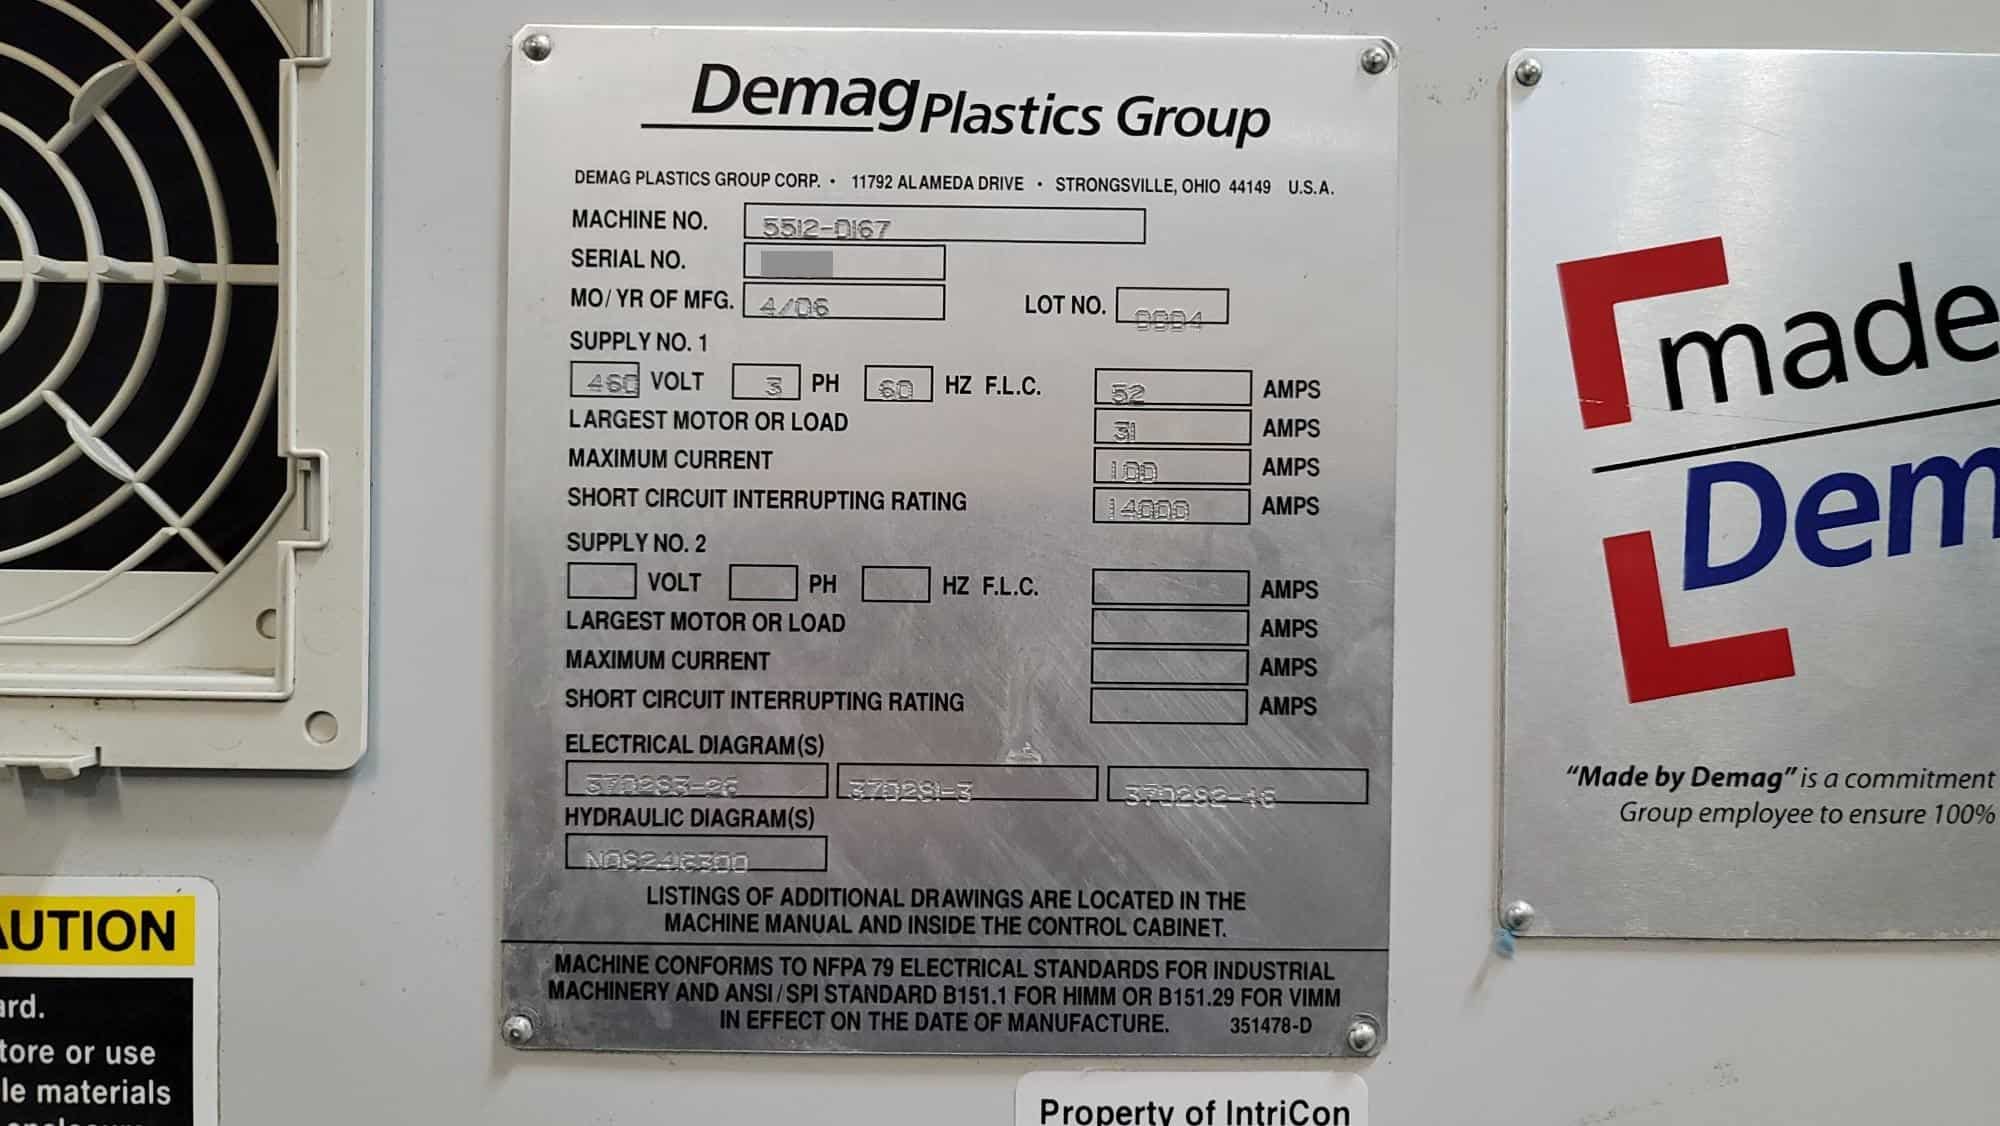 Demag Plastics Group
DEMAG PLASTICS GROUP CORP. • 11792 ALAMEDA DRIVE • STRONGSVILLE, OHIO 44149 U.S.A.
MACHINE NO. 5512-0167
SERIAL NO.
MO/YR OF MFG. 4/06 LOT NO. 0004
SUPPLY NO. 1
460 VOLT 3 PH 60 HZ F.L.C. 52 AMPS
LARGEST MOTOR OR LOAD 31 AMPS
MAXIMUM CURRENT 100 AMPS
SHORT CIRCUIT INTERRUPTING RATING 14000 AMPS
SUPPLY NO. 2
VOLT PH HZ F.L.C. AMPS
LARGEST MOTOR OR LOAD AMPS
MAXIMUM CURRENT AMPS
SHORT CIRCUIT INTERRUPTING RATING AMPS
ELECTRICAL DIAGRAM(S)
370283-26 370281-3 370282-46
HYDRAULIC DIAGRAM(S)
N08246300
LISTINGS OF ADDITIONAL DRAWINGS ARE LOCATED IN THE
MACHINE MANUAL AND INSIDE THE CONTROL CABINET.
MACHINE CONFORMS TO NFPA 79 ELECTRICAL STANDARDS FOR INDUSTRIAL
MACHINERY AND ANSI/SPI STANDARD B151.1 FOR HIMM OR B151.29 FOR VIMM
IN EFFECT ON THE DATE OF MANUFACTURE. 351478-D
Property of IntriCon
made
Dem
"Made by Demag" is a commitment
Group employee to ensure 100%
AUTION
ard.
tore or use
le materials